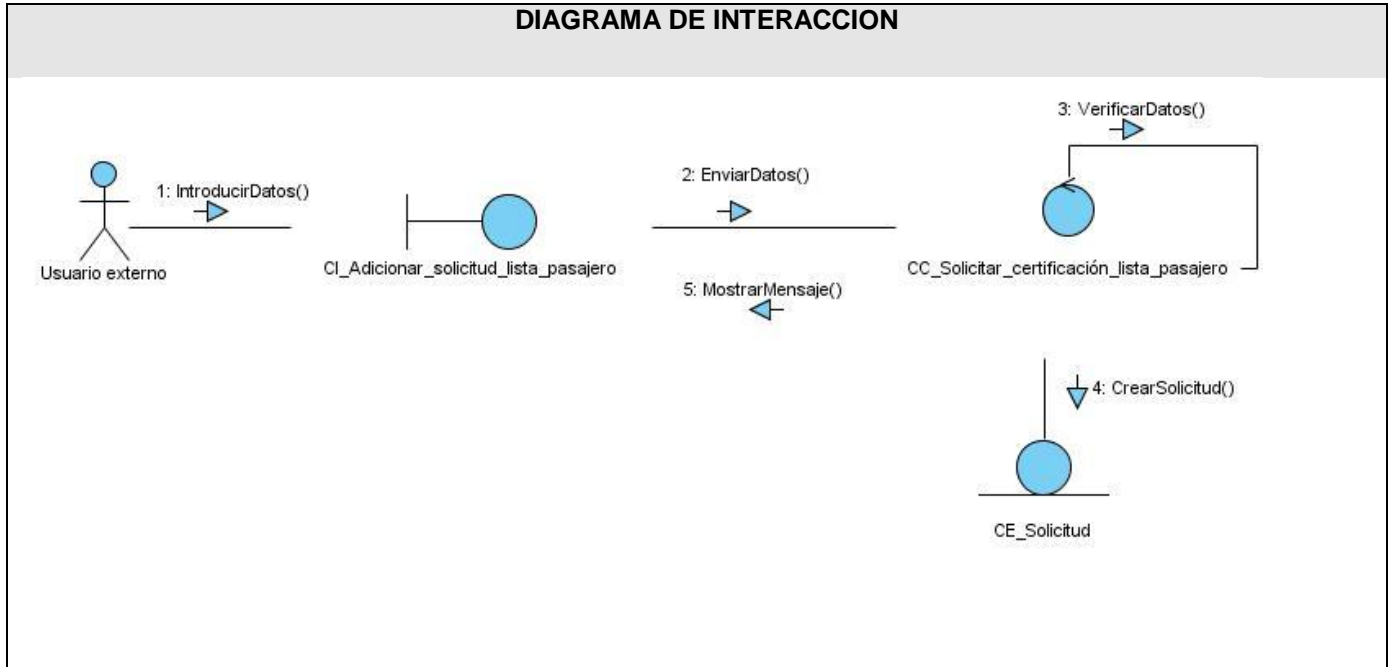 DIAGRAMA DE INTERACCION
3: VerificarDatos()
1: IntroducirDatos()
2: EnviarDatos()
Usuario externo
CI_Adicionar_solicitud_lista_pasajero
CC_Solicitar_certificación_lista_pasajero
5: MostrarMensaje()
4: CrearSolicitud()
CE_Solicitud